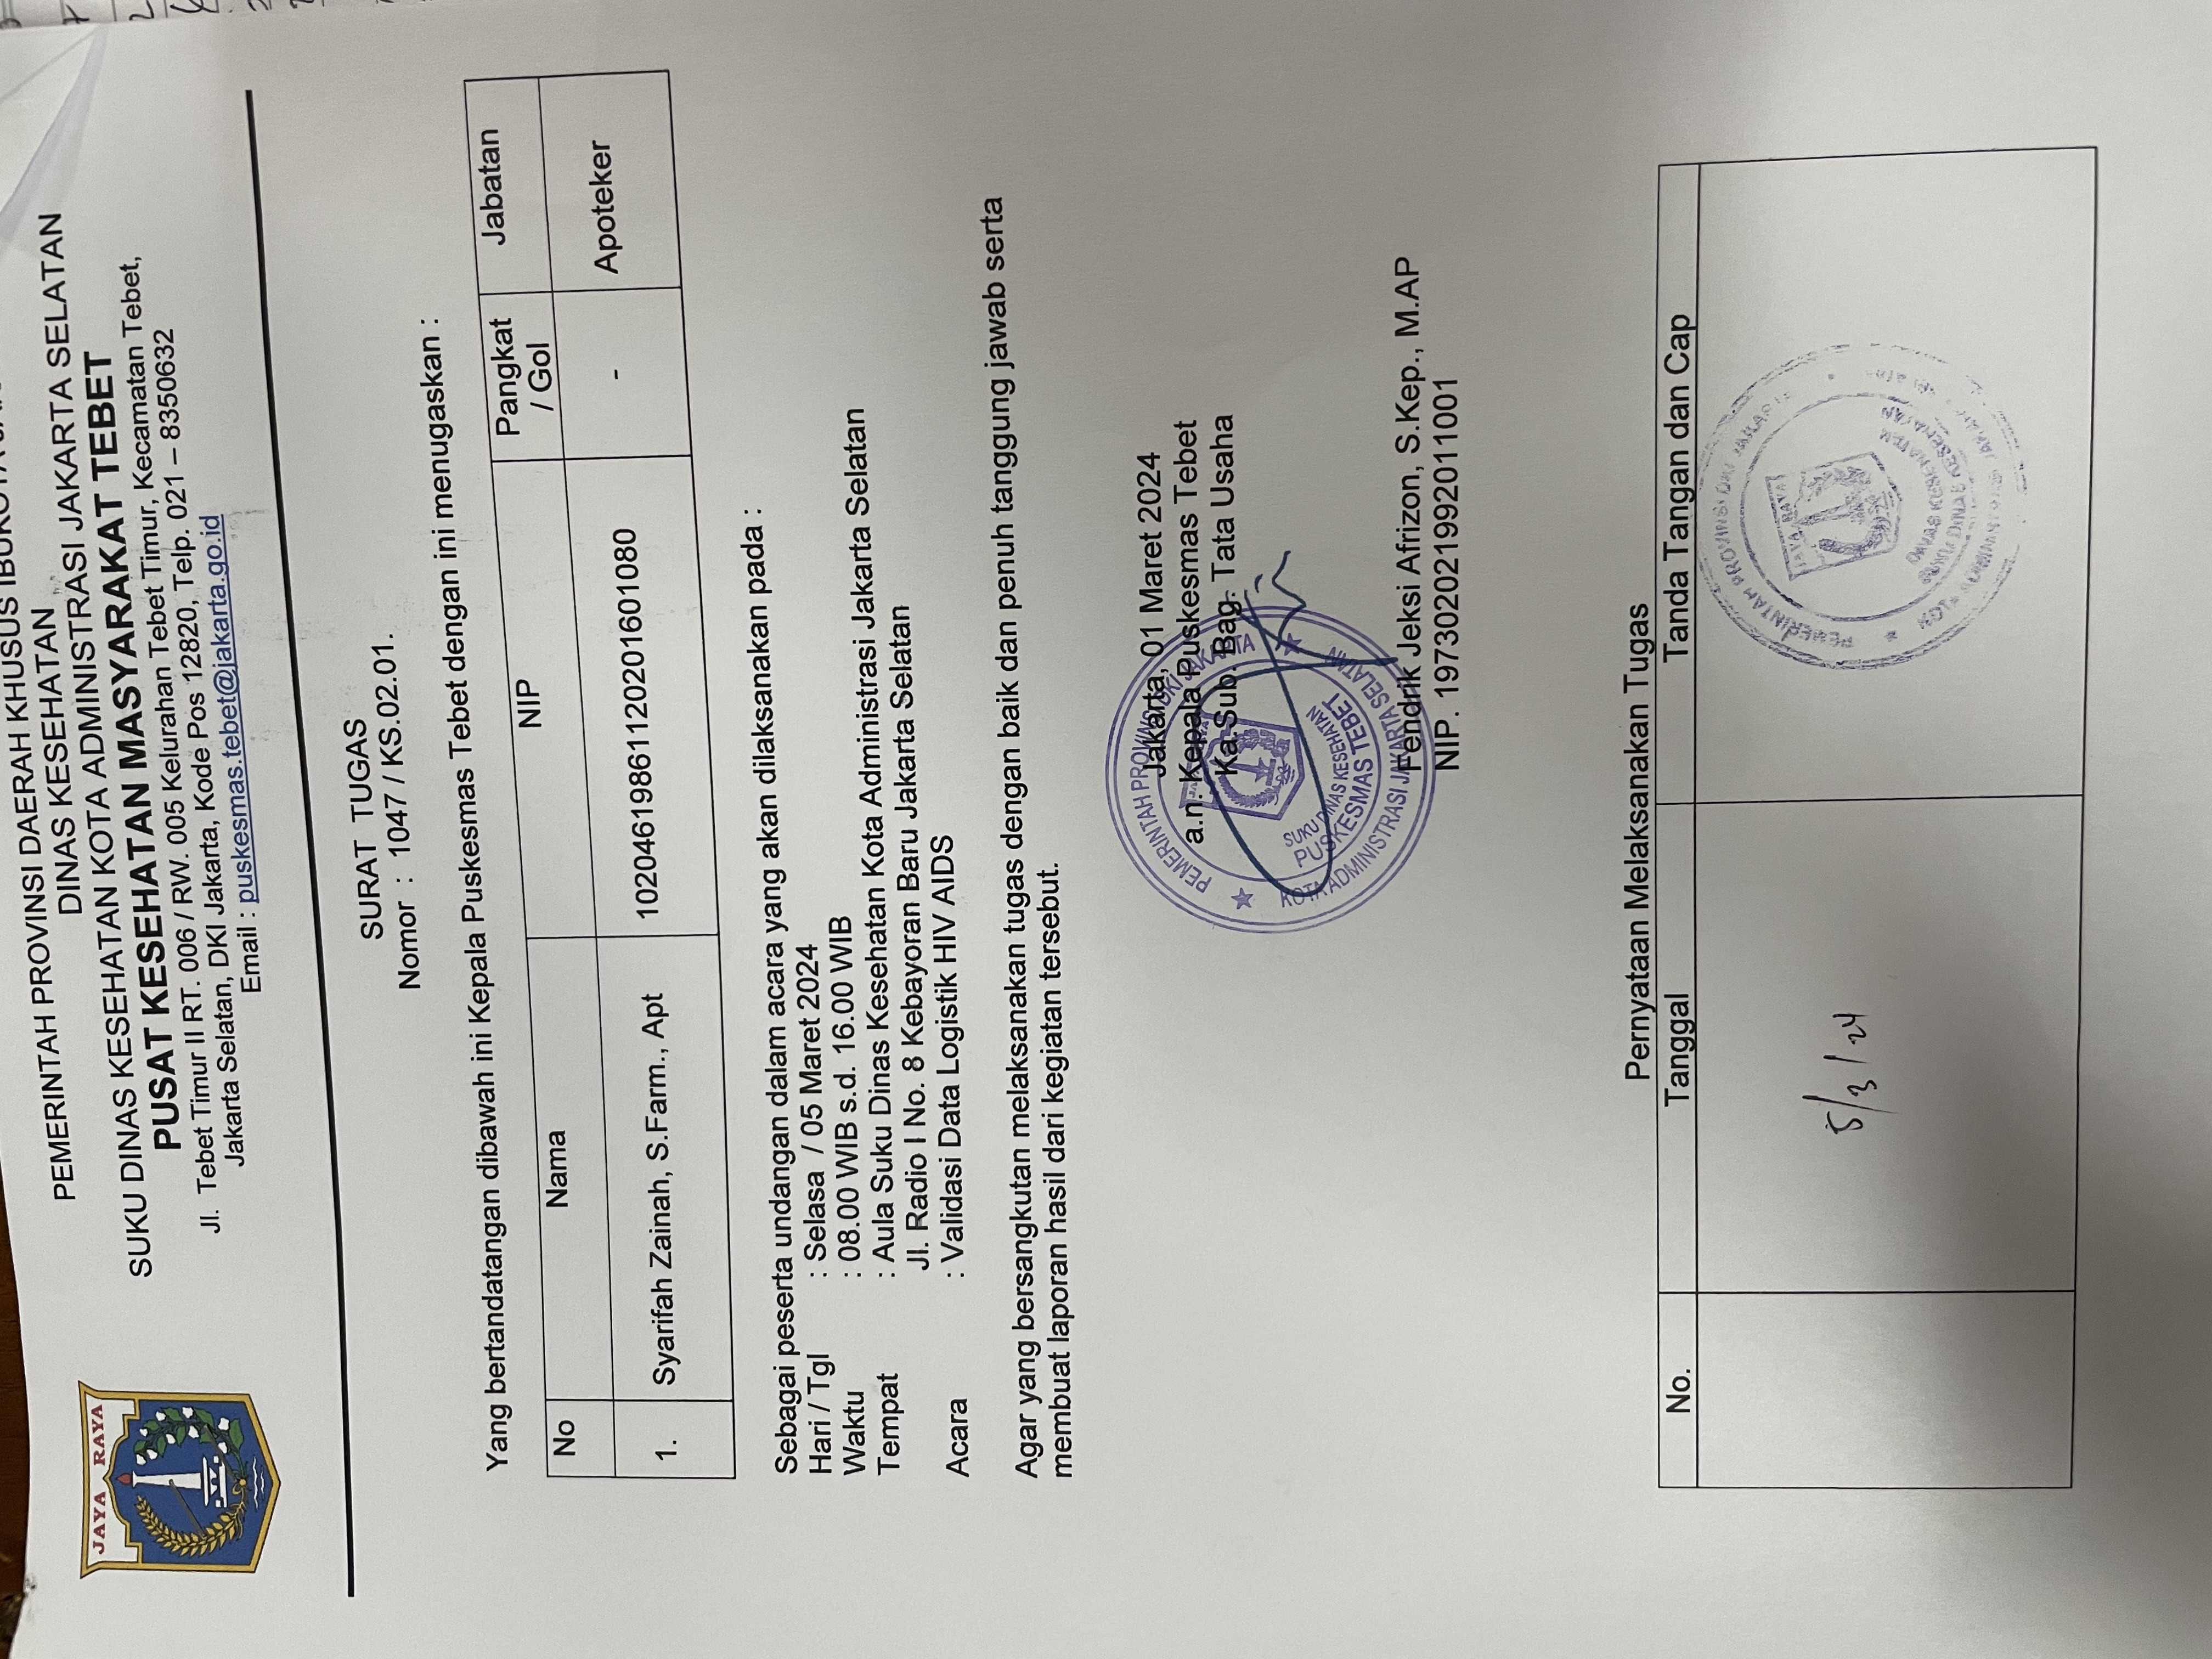 PEMERINTAH PROVINSI DAERAH KHUSUS
DINAS KESEHATAN
SUKU DINAS KESEHATAN KOTA ADMINISTRASI JAKARTA SELATAN
PUSAT KESEHATAN MASYARAKAT TEBET
Jl. Tebet Timur II RT. 006 / RW. 005 Kelurahan Tebet Timur, Kecamatan Tebet,
Jakarta Selatan, DKI Jakarta, Kode Pos 12820, Telp. 021 – 8350632
Email : puskesmas.tebet@jakarta.go.id
JAYA RAYA
SURAT TUGAS
Nomor : 1047 / KS.02.01.
Yang bertandatangan dibawah ini Kepala Puskesmas Tebet dengan ini menugaskan :
No Nama NIP Pangkat / Gol Jabatan
1. Syarifah Zainah, S.Farm., Apt 10204619861120201601080 - Apoteker
Sebagai peserta undangan dalam acara yang akan dilaksanakan pada :
Hari / Tgl : Selasa / 05 Maret 2024
Waktu : 08.00 WIB s.d. 16.00 WIB
Tempat : Aula Suku Dinas Kesehatan Kota Administrasi Jakarta Selatan
Jl. Radio I No. 8 Kebayoran Baru Jakarta Selatan
Acara : Validasi Data Logistik HIV AIDS
Agar yang bersangkutan melaksanakan tugas dengan baik dan penuh tanggung jawab serta
membuat laporan hasil dari kegiatan tersebut.
Jakarta, 01 Maret 2024
a.n. Kepala Puskesmas Tebet
Ka.Sub. Bag. Tata Usaha
PEMERINTAH PROVINSI DKI JAKARTA
SUKU DINAS KESEHATAN
PUSKESMAS TEBET
KOTA ADMINISTRASI JAKARTA SELATAN
Fendrik Jeksi Afrizon, S.Kep., M.AP
NIP. 197302021992011001
Pernyataan Melaksanakan Tugas
No. Tanggal Tanda Tangan dan Cap
5/3/24
PEMERINTAH PROVINSI DKI JAKARTA
JAYA RAYA
DINAS KESEHATAN
SUKU DINAS KESEHATAN